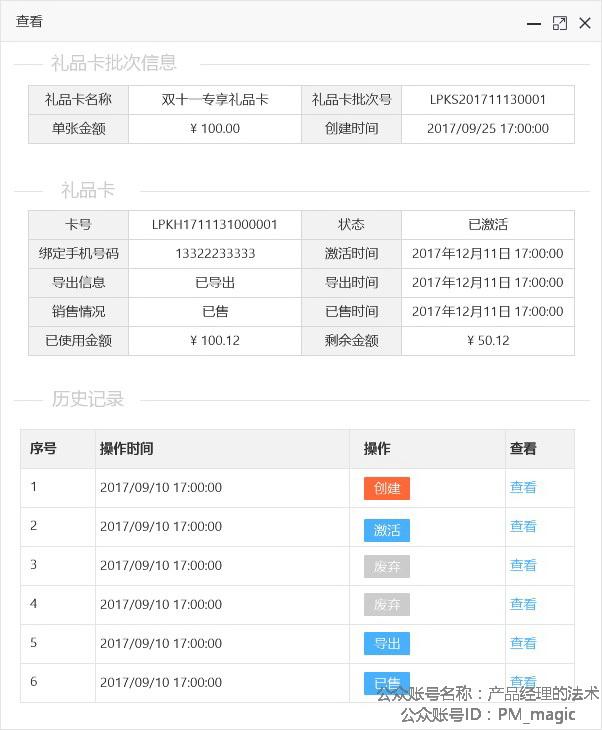 查看
礼品卡批次信息
礼品卡名称 双十一专享礼品卡 礼品卡批次号 LPKS201711130001
单张金额 ¥ 100.00 创建时间 2017/09/25 17:00:00
礼品卡
卡号 LPKH1711131000001 状态 已激活
绑定手机号码 13322233333 激活时间 2017年12月11日 17:00:00
导出信息 已导出 导出时间 2017年12月11日 17:00:00
销售情况 已售 已售时间 2017年12月11日 17:00:00
已使用金额 ¥ 100.12 剩余金额 ¥ 50.12
历史记录
序号 操作时间 操作 查看
1 2017/09/10 17:00:00 创建 查看
2 2017/09/10 17:00:00 激活 查看
3 2017/09/10 17:00:00 废弃 查看
4 2017/09/10 17:00:00 废弃 查看
5 2017/09/10 17:00:00 导出 查看
6 2017/09/10 17:00:00 已售 查看
公众账号名称：产品经理的法术
公众账号ID：PM_magic